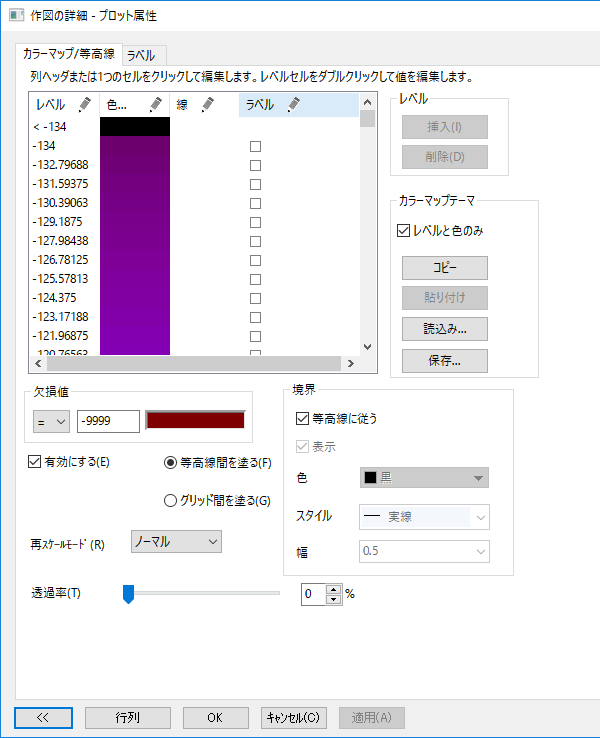 作図の詳細 - プロット属性
カラーマップ/等高線 ラベル
列ヘッダまたは1つのセルをクリックして編集します。レベルセルをダブルクリックして値を編集します。
レベル 色... 線 ラベル
< -134
-134
-132.79688
-131.59375
-130.39063
-129.1875
-127.98438
-126.78125
-125.57813
-124.375
-123.17188
-121.96875
-120.76563
レベル
挿入(I)
削除(D)
カラーマップテーマ
レベルと色のみ
コピー
貼り付け
読込み...
保存...
欠損値
= -9999
有効にする(E)
等高線間を塗る(F)
グリッド間を塗る(G)
再スケールモード(R) ノーマル
透過率(T) 0 %
境界
等高線に従う
表示
色 黒
スタイル 実線
幅 0.5
<< 行列 OK キャンセル(C) 適用(A)